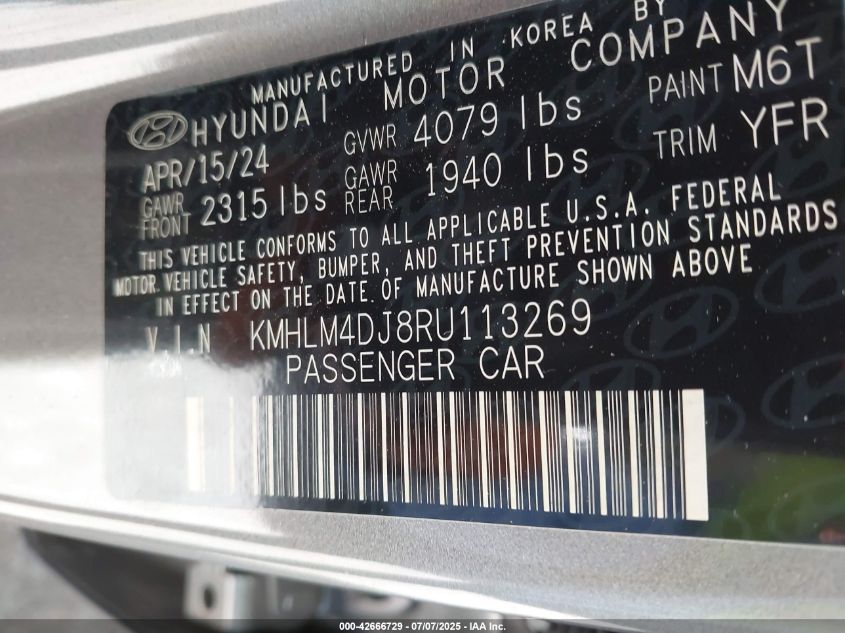 MANUFACTURED IN KOREA BY
HYUNDAI MOTOR COMPANY
APR/15/24 GVWR 4079 lbs PAINT M6T
GAWR FRONT 2315 lbs GAWR REAR 1940 lbs TRIM YFR
THIS VEHICLE CONFORMS TO ALL APPLICABLE U.S.A. FEDERAL
MOTOR VEHICLE SAFETY, BUMPER, AND THEFT PREVENTION STANDARDS
IN EFFECT ON THE DATE OF MANUFACTURE SHOWN ABOVE
V.I.N KMHLM4DJ8RU113269
PASSENGER CAR
000-42666729 - 07/07/2025 - IAA Inc.